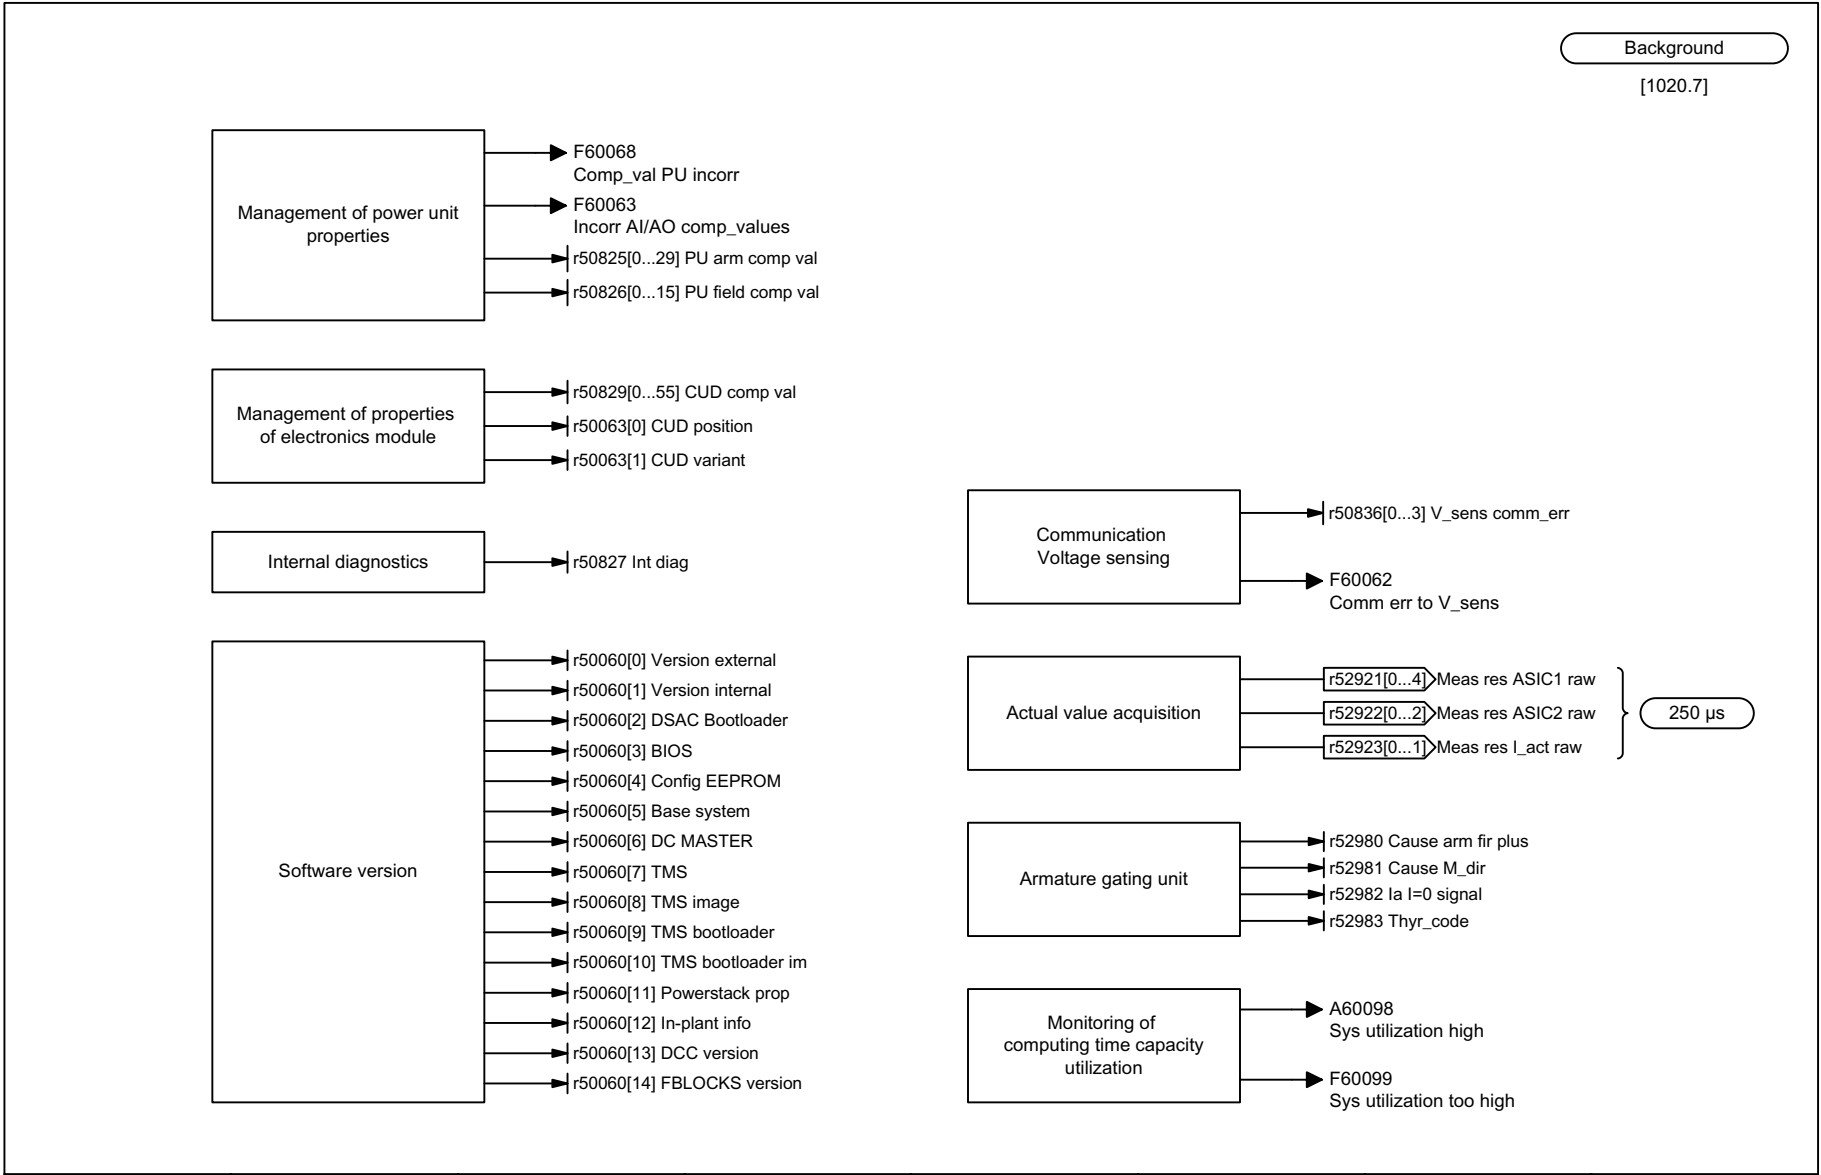 Background
[1020.7]
Management of power unit
properties
F60068
Comp_val PU incorr
F60063
Incorr AI/AO comp_values
r50825[0...29] PU arm comp val
r50826[0...15] PU field comp val
Management of properties
of electronics module
r50829[0...55] CUD comp val
r50063[0] CUD position
r50063[1] CUD variant
Internal diagnostics
r50827 Int diag
Software version
r50060[0] Version external
r50060[1] Version internal
r50060[2] DSAC Bootloader
r50060[3] BIOS
r50060[4] Config EEPROM
r50060[5] Base system
r50060[6] DC MASTER
r50060[7] TMS
r50060[8] TMS image
r50060[9] TMS bootloader
r50060[10] TMS bootloader im
r50060[11] Powerstack prop
r50060[12] In-plant info
r50060[13] DCC version
r50060[14] FBLOCKS version
Communication
Voltage sensing
r50836[0...3] V_sens comm_err
F60062
Comm err to V_sens
Actual value acquisition
r52921[0...4] Meas res ASIC1 raw
r52922[0...2] Meas res ASIC2 raw
r52923[0...1] Meas res I_act raw
250 µs
Armature gating unit
r52980 Cause arm fir plus
r52981 Cause M_dir
r52982 Ia I=0 signal
r52983 Thyr_code
Monitoring of
computing time capacity
utilization
A60098
Sys utilization high
F60099
Sys utilization too high